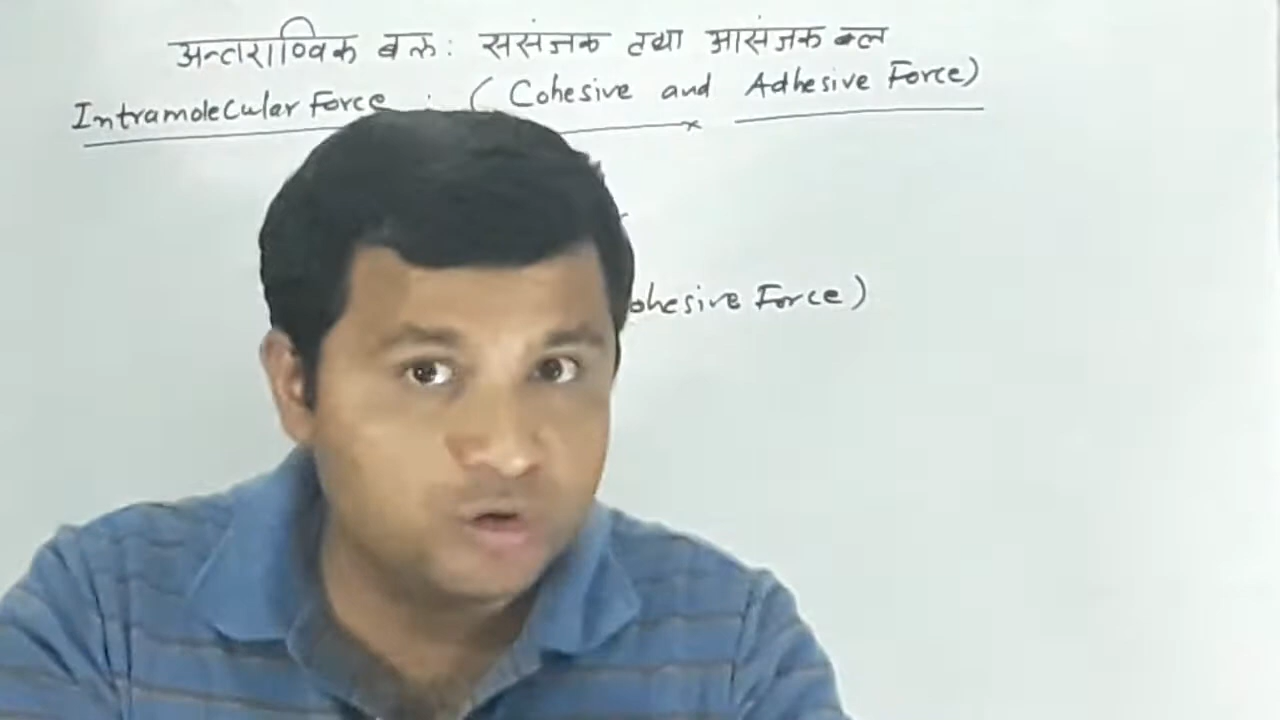 अन्तराण्विक बल: ससंजक तथा आसंजक बल
Intramolecular Force : (Cohesive and Adhesive Force)
ohesive Force)